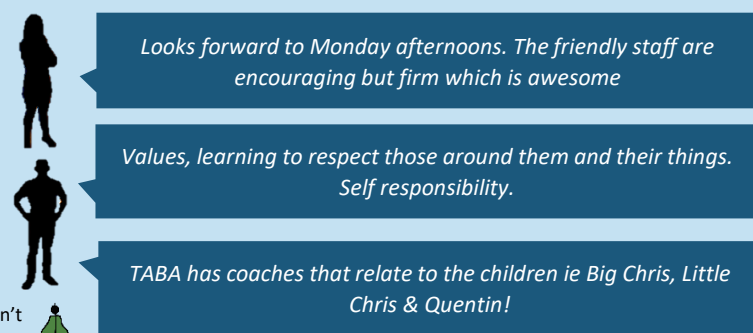 Looks forward to Monday afternoons. The friendly staff are
encouraging but firm which is awesome
Values, learning to respect those around them and their things.
Self responsibility.
TABA has coaches that relate to the children ie Big Chris, Little
Chris & Quentin!
n't